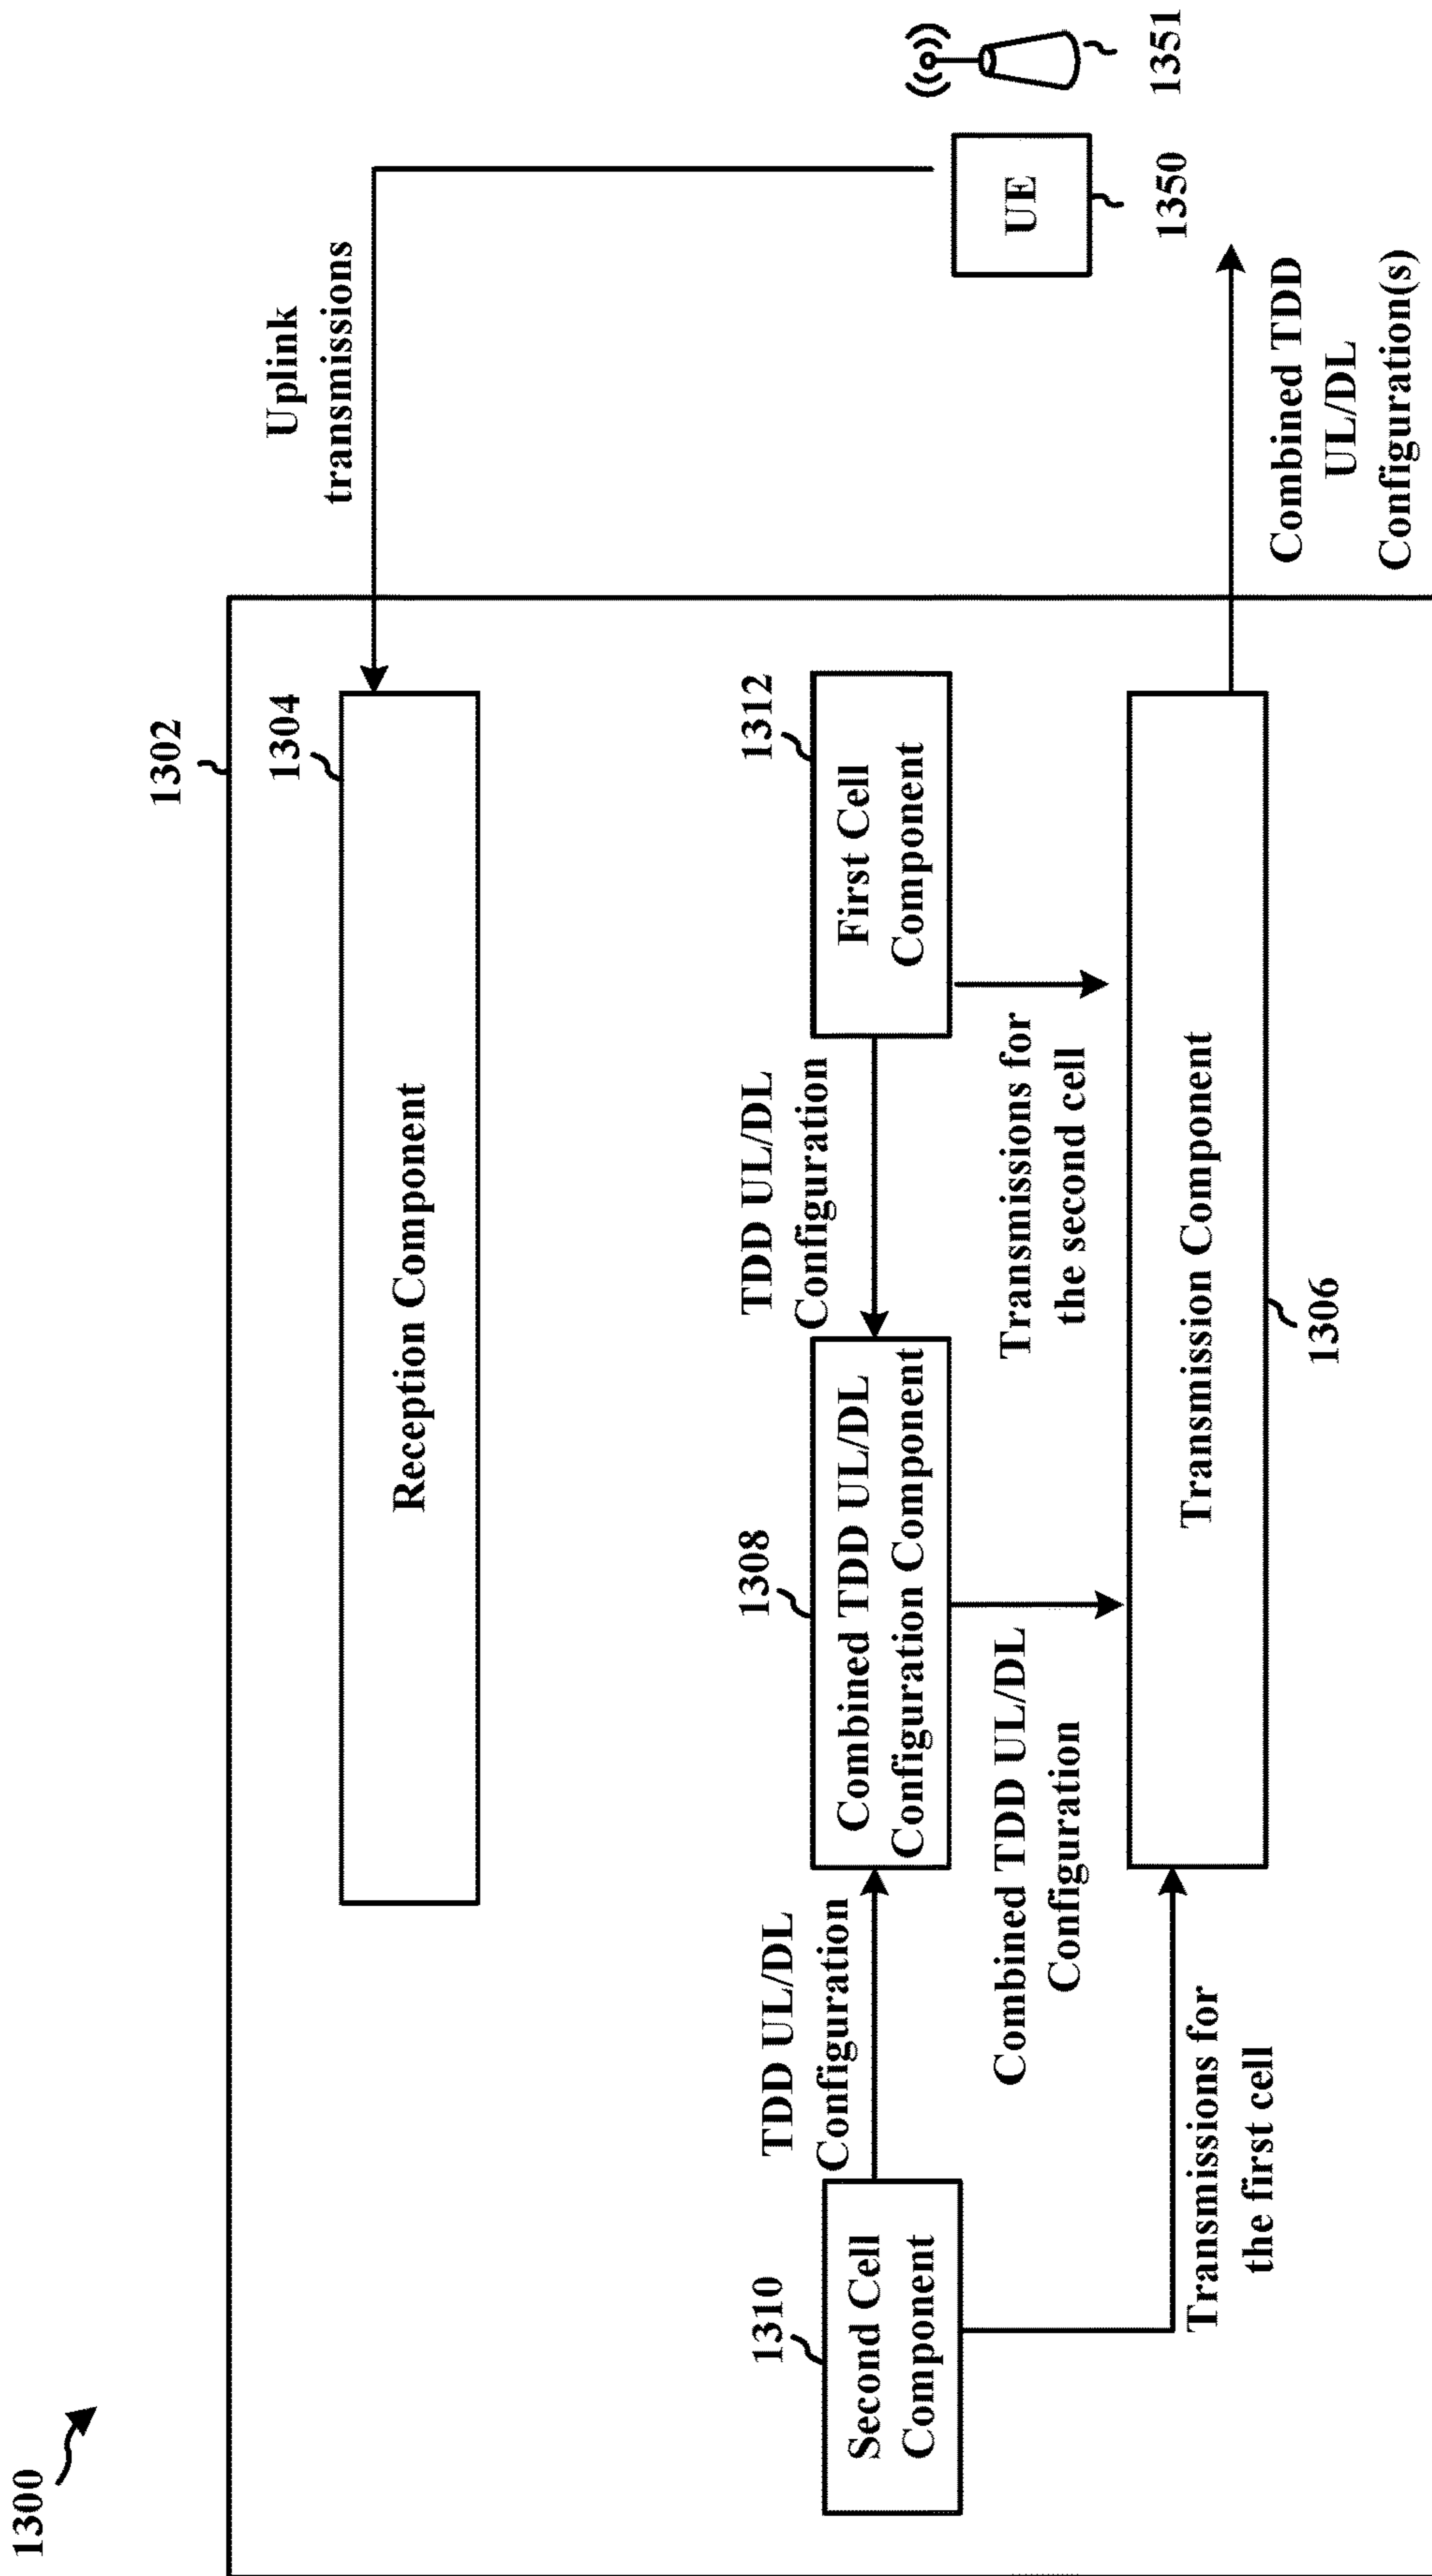 1300
1302
Uplink
transmissions
1304
Reception Component
1310
Second Cell
Component
TDD UL/DL
Configuration
1308
Combined TDD UL/DL
Configuration Component
TDD UL/DL
Configuration
1312
First Cell
Component
UE
1350
1351
Combined TDD UL/DL
Configuration
Transmissions for
the second cell
Transmissions for
the first cell
Transmission Component
1306
Combined TDD
UL/DL
Configuration(s)